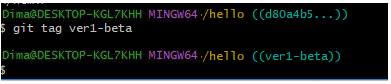 Dima@DESKTOP-KGL7KHH MINGW64 ~/hello ((d80a4b5...))
$ git tag ver1-beta
Dima@DESKTOP-KGL7KHH MINGW64 ~/hello ((ver1-beta))
$